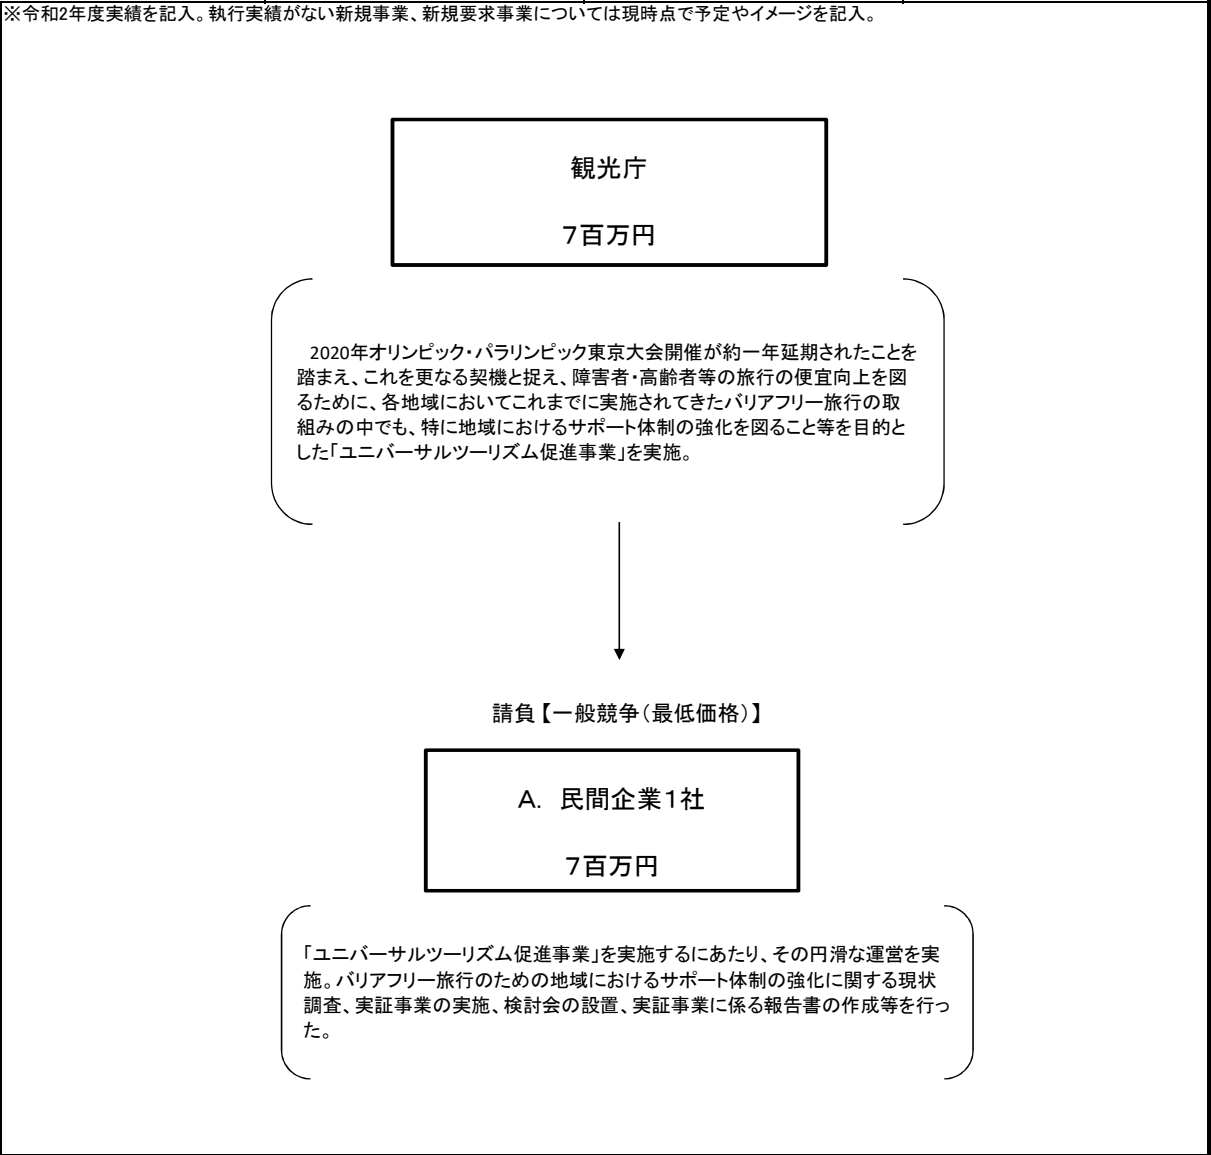 ※令和2年度実績を記入。執行実績がない新規事業、新規要求事業については現時点で予定やイメージを記入。
観光庁
７百万円
2020年オリンピック・パラリンピック東京大会開催が約一年延期されたことを
踏まえ、これを更なる契機と捉え、障害者・高齢者等の旅行の便宜向上を図
るために、各地域においてこれまでに実施されてきたバリアフリー旅行の取
組みの中でも、特に地域におけるサポート体制の強化を図ること等を目的と
した「ユニバーサルツーリズム促進事業」を実施。
請負【一般競争（最低価格）】
Ａ． 民間企業１社
７百万円
「ユニバーサルツーリズム促進事業」を実施するにあたり、その円滑な運営を実
施。バリアフリー旅行のための地域におけるサポート体制の強化に関する現状
調査、実証事業の実施、検討会の設置、実証事業に係る報告書の作成等を行っ
た。